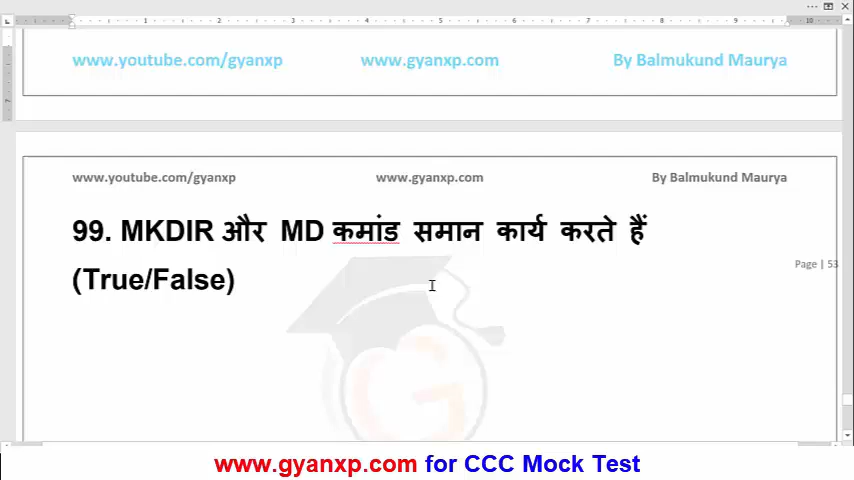 www.youtube.com/gyanxp www.gyanxp.com By Balmukund Maurya
www.youtube.com/gyanxp www.gyanxp.com By Balmukund Maurya
99. MKDIR और MD कमांड समान कार्य करते हैं
(True/False)
Page | 53
www.gyanxp.com for CCC Mock Test